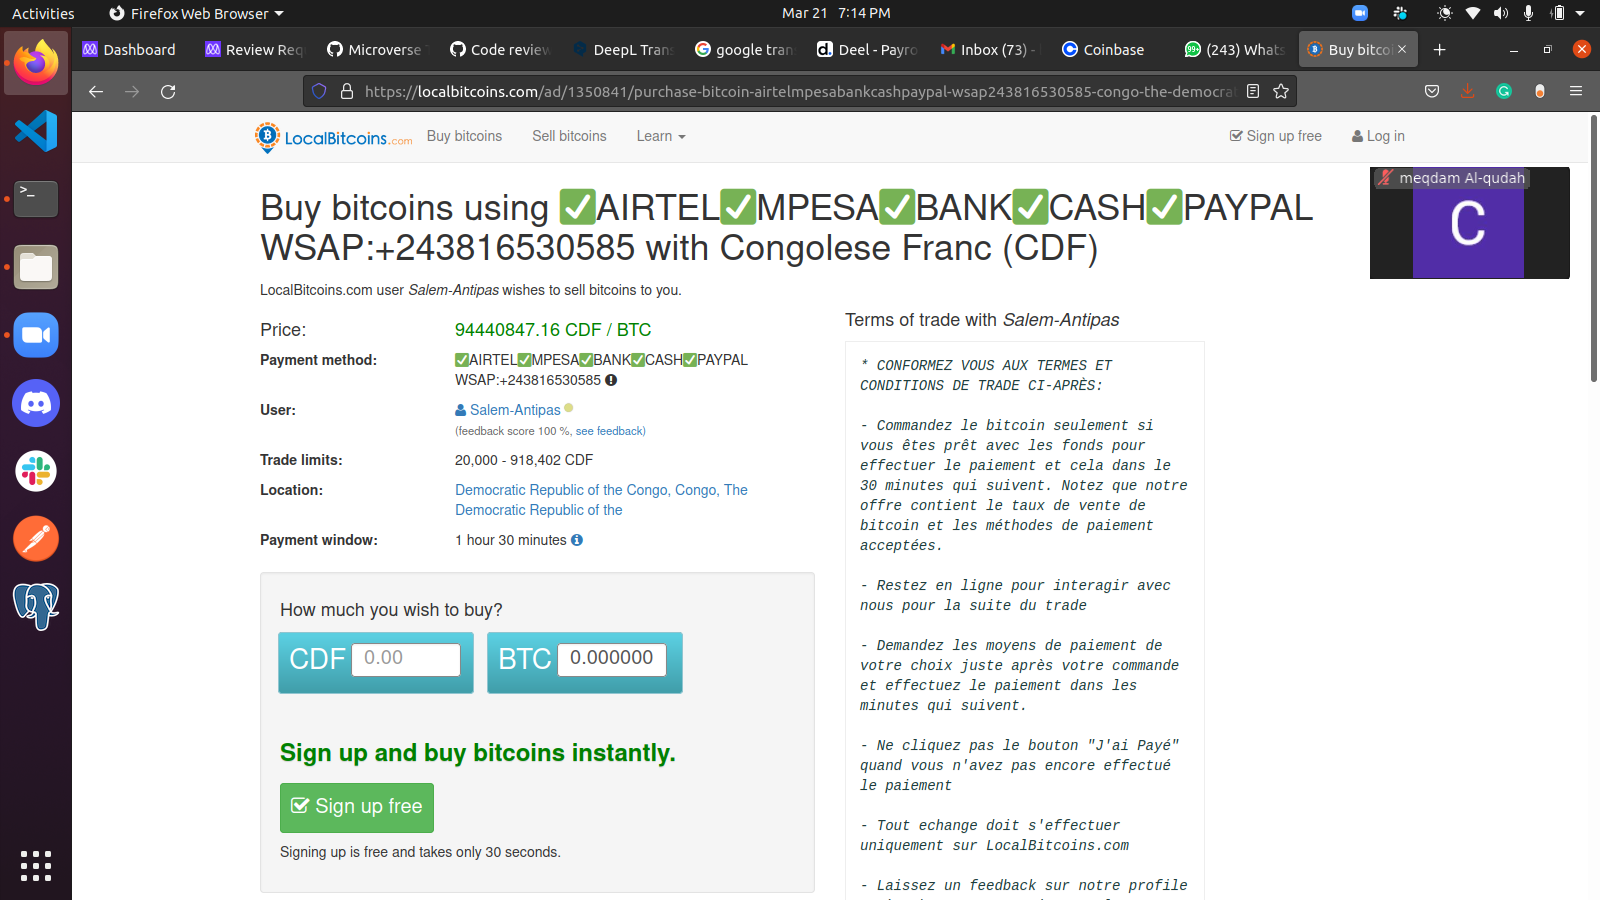 Activities
Firefox Web Browser
Mar 21 7:14 PM
Dashboard
Review Req
Microverse
Code review
DeepL Tran
google tran
Deel - Payro
Inbox (73) -
Coinbase
(243) Whats
Buy bitcoi
https://localbitcoins.com/ad/1350841/purchase-bitcoin-airtelmpesabankcashpaypal-wsap243816530585-congo-the-democra
LocalBitcoins.com
Buy bitcoins
Sell bitcoins
Learn
Sign up free
Log in
meqdam Al-qudah
C
Buy bitcoins using ✅AIRTEL✅MPESA✅BANK✅CASH✅PAYPAL
WSAP:+243816530585 with Congolese Franc (CDF)
LocalBitcoins.com user Salem-Antipas wishes to sell bitcoins to you.
Price: 94440847.16 CDF / BTC
Payment method: ✅AIRTEL✅MPESA✅BANK✅CASH✅PAYPAL
WSAP:+243816530585
User: Salem-Antipas
(feedback score 100 %, see feedback)
Trade limits: 20,000 - 918,402 CDF
Location: Democratic Republic of the Congo, Congo, The
Democratic Republic of the
Payment window: 1 hour 30 minutes
How much you wish to buy?
CDF 0.00
BTC 0.000000
Sign up and buy bitcoins instantly.
Sign up free
Signing up is free and takes only 30 seconds.
Terms of trade with Salem-Antipas
* CONFORMEZ VOUS AUX TERMES ET
CONDITIONS DE TRADE CI-APRÈS:
- Commandez le bitcoin seulement si
vous êtes prêt avec les fonds pour
effectuer le paiement et cela dans le
30 minutes qui suivent. Notez que notre
offre contient le taux de vente de
bitcoin et les méthodes de paiement
acceptées.
- Restez en ligne pour interagir avec
nous pour la suite du trade
- Demandez les moyens de paiement de
votre choix juste après votre commande
et effectuez le paiement dans les
minutes qui suivent.
- Ne cliquez pas le bouton "J'ai Payé"
quand vous n'avez pas encore effectué
le paiement
- Tout echange doit s'effectuer
uniquement sur LocalBitcoins.com
- Laissez un feedback sur notre profile